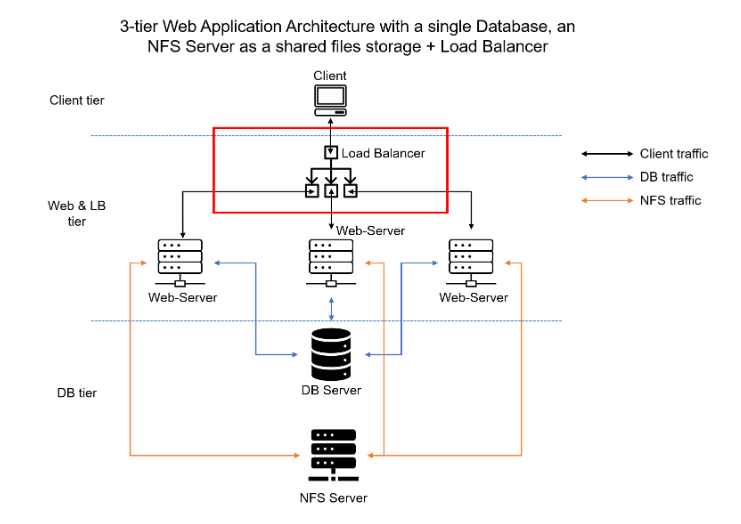 3-tier Web Application Architecture with a single Database, an
NFS Server as a shared files storage + Load Balancer
Client
Client tier
Load Balancer
Client traffic
DB traffic
NFS traffic
Web & LB
tier
Web-Server
Web-Server
Web-Server
DB Server
DB tier
NFS Server